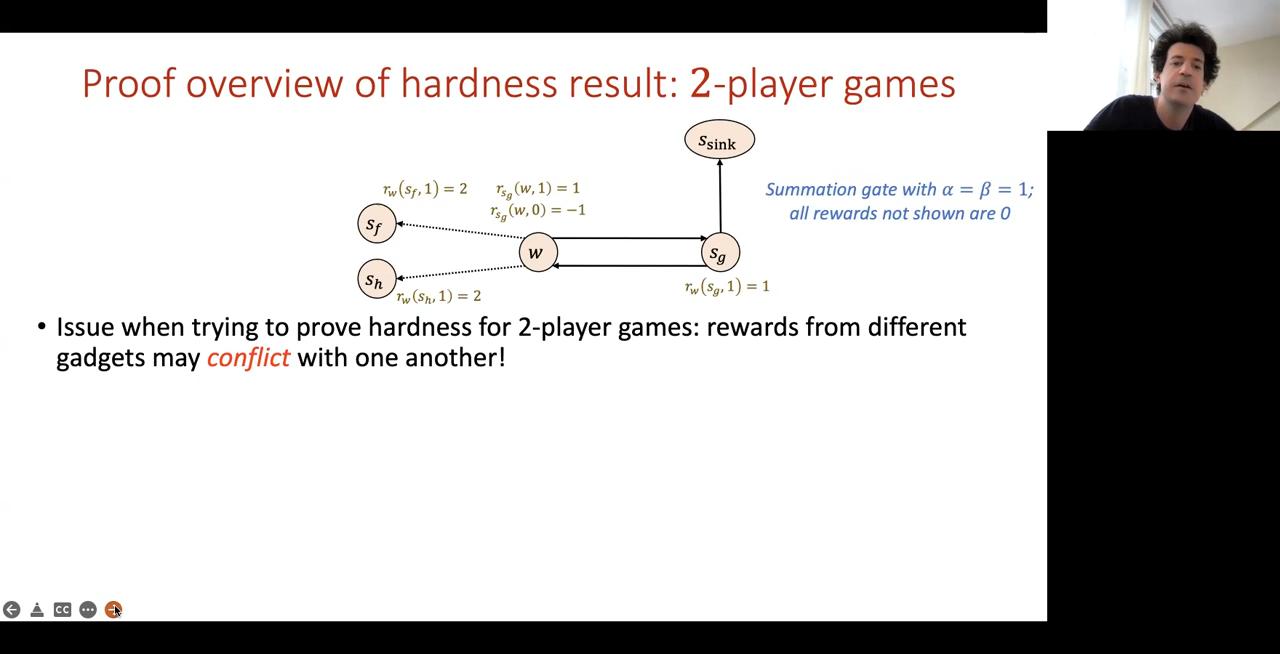 Proof overview of hardness result: 2-player games
s_sink
r_w(s_f, 1) = 2
r_{s_g}(w, 1) = 1
r_{s_g}(w, 0) = −1
Summation gate with α = β = 1;
all rewards not shown are 0
s_f
w
s_g
s_h
r_w(s_h, 1) = 2
r_w(s_g, 1) = 1
• Issue when trying to prove hardness for 2-player games: rewards from different
gadgets may conflict with one another!
CC